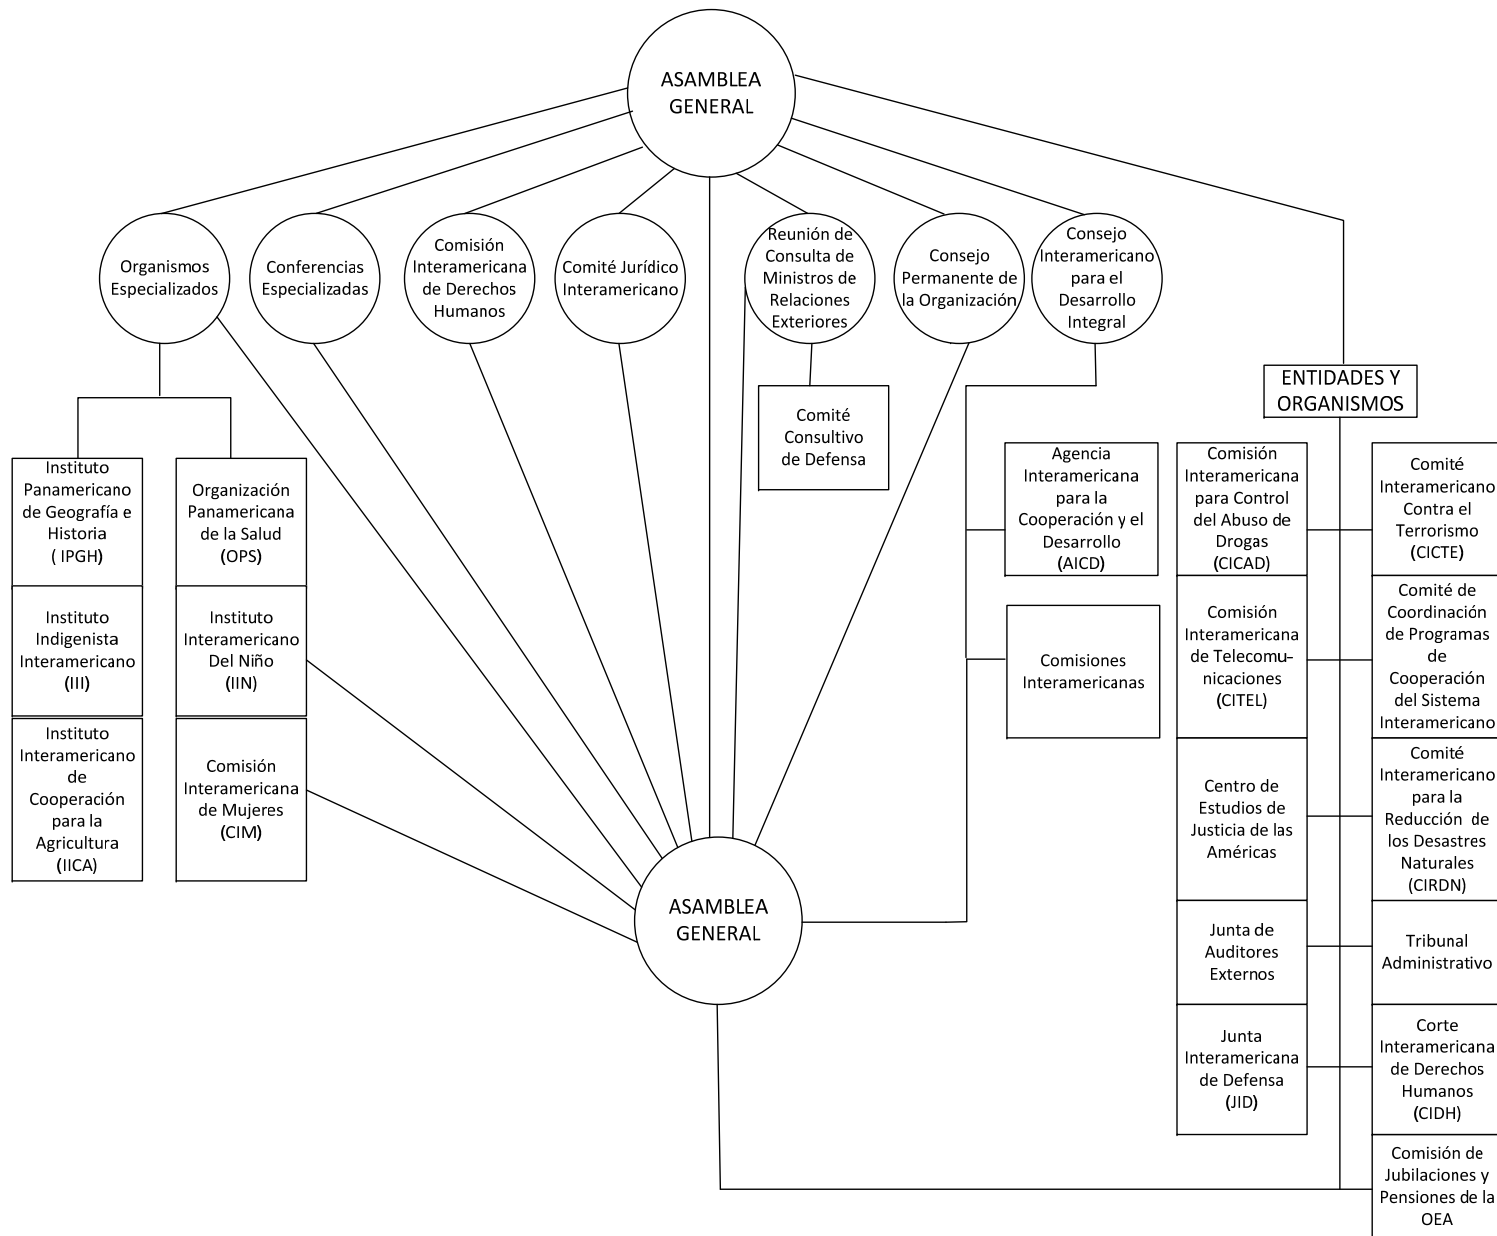 ASAMBLEA
GENERAL
Organismos
Especializados
Conferencias
Especializadas
Comisión
Interamericana
de Derechos
Humanos
Comité Jurídico
Interamericano
Reunión de
Consulta de
Ministros de
Relaciones
Exteriores
Consejo
Permanente de
la Organización
Consejo
Interamericano
para el
Desarrollo
Integral
ENTIDADES Y
ORGANISMOS
Comité
Consultivo
de Defensa
Instituto
Panamericano
de Geografía e
Historia
( IPGH)
Organización
Panamericana
de la Salud
(OPS)
Instituto
Indigenista
Interamericano
(III)
Instituto
Interamericano
Del Niño
(IIN)
Instituto
Interamericano
de
Cooperación
para la
Agricultura
(IICA)
Comisión
Interamericana
de Mujeres
(CIM)
Agencia
Interamericana
para la
Cooperación y el
Desarrollo
(AICD)
Comisiones
Interamericanas
Comisión
Interamericana
para Control
del Abuso de
Drogas
(CICAD)
Comité
Interamericano
Contra el
Terrorismo
(CICTE)
Comisión
Interamericana
de Telecomu-
nicaciones
(CITEL)
Comité de
Coordinación
de Programas
de
Cooperación
del Sistema
Interamericano
Centro de
Estudios de
Justicia de las
Américas
Comité
Interamericano
para la
Reducción de
los Desastres
Naturales
(CIRDN)
Junta de
Auditores
Externos
Tribunal
Administrativo
Junta
Interamericana
de Defensa
(JID)
Corte
Interamericana
de Derechos
Humanos
(CIDH)
Comisión de
Jubilaciones y
Pensiones de la
OEA
ASAMBLEA
GENERAL